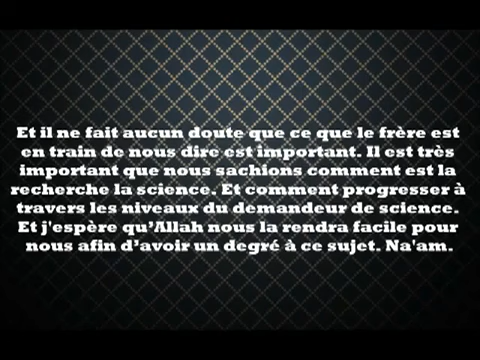 Et il ne fait aucun doute que ce que le frère est
en train de nous dire est important. Il est très
important que nous sachions comment est la
recherche la science. Et comment progresser à
travers les niveaux du demandeur de science.
Et j'espère qu’Allah nous la rendra facile pour
nous afin d’avoir un degré à ce sujet. Na'am.